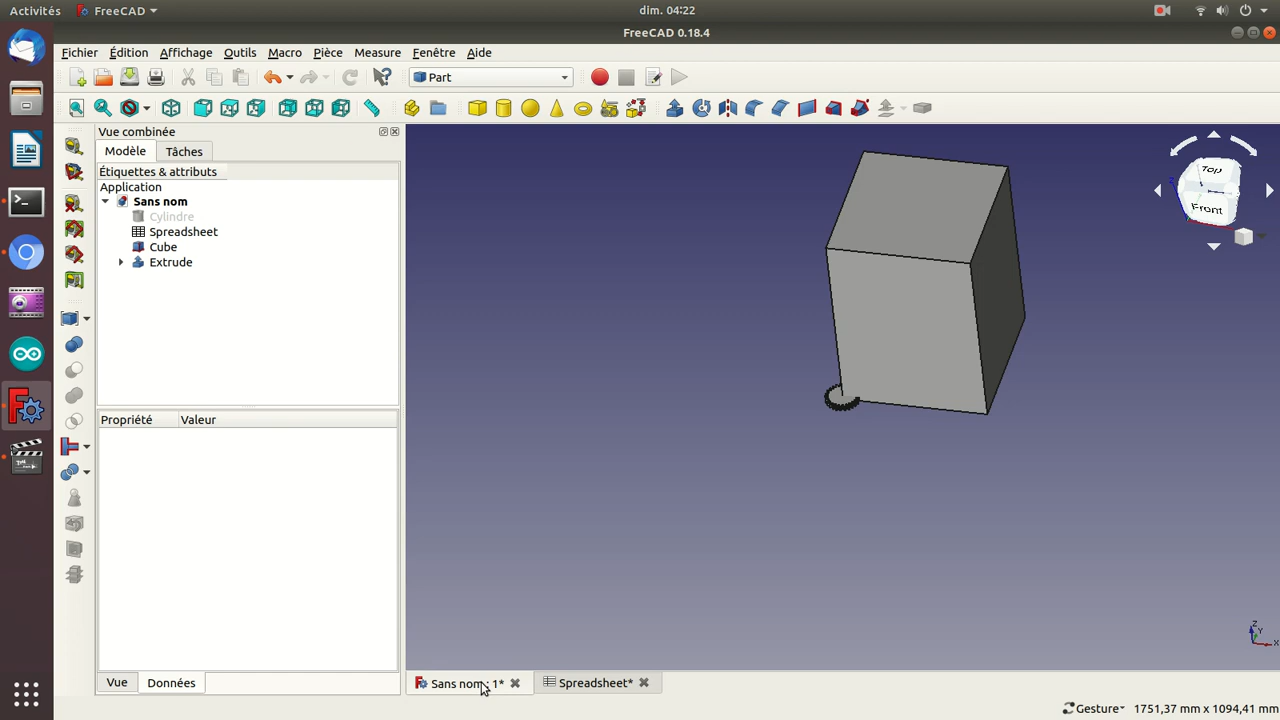 Activités
FreeCAD
dim. 04:22
FreeCAD 0.18.4
Fichier Édition Affichage Outils Macro Pièce Measure Fenêtre Aide
Part
Vue combinée
Modèle Tâches
Étiquettes & attributs
Application
Sans nom
Cylindre
Spreadsheet
Cube
Extrude
Propriété Valeur
Vue Données
Top
Front
Z
Y
X
Sans nom : 1* Spreadsheet*
Gesture 1751,37 mm x 1094,41 mm